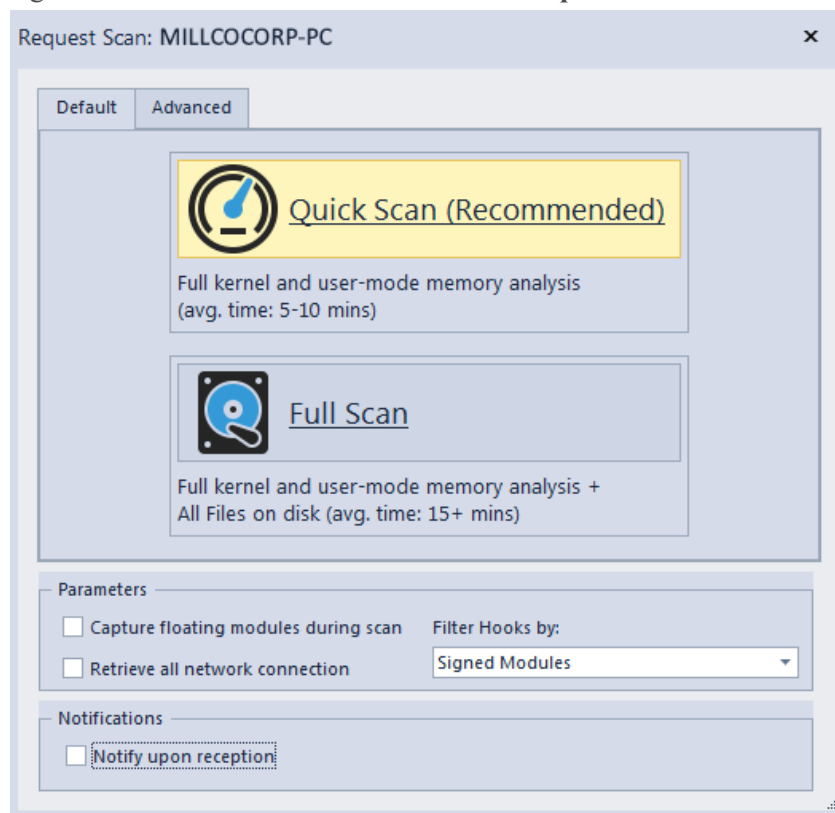 Request Scan: MILLCOCORP-PC
Default Advanced
Quick Scan (Recommended)
Full kernel and user-mode memory analysis
(avg. time: 5-10 mins)
Full Scan
Full kernel and user-mode memory analysis +
All Files on disk (avg. time: 15+ mins)
Parameters
Capture floating modules during scan Filter Hooks by:
Retrieve all network connection Signed Modules
Notifications
Notify upon reception